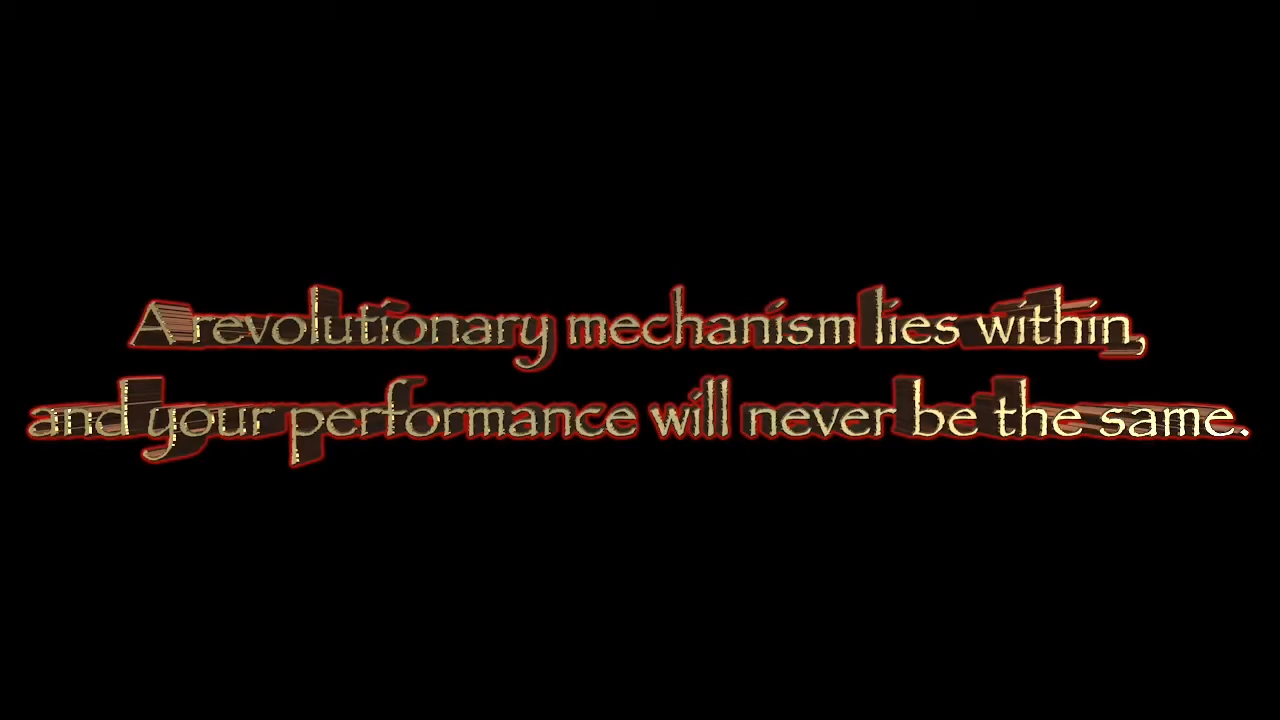 A revolutionary mechanism lies within,
and your performance will never be the same.